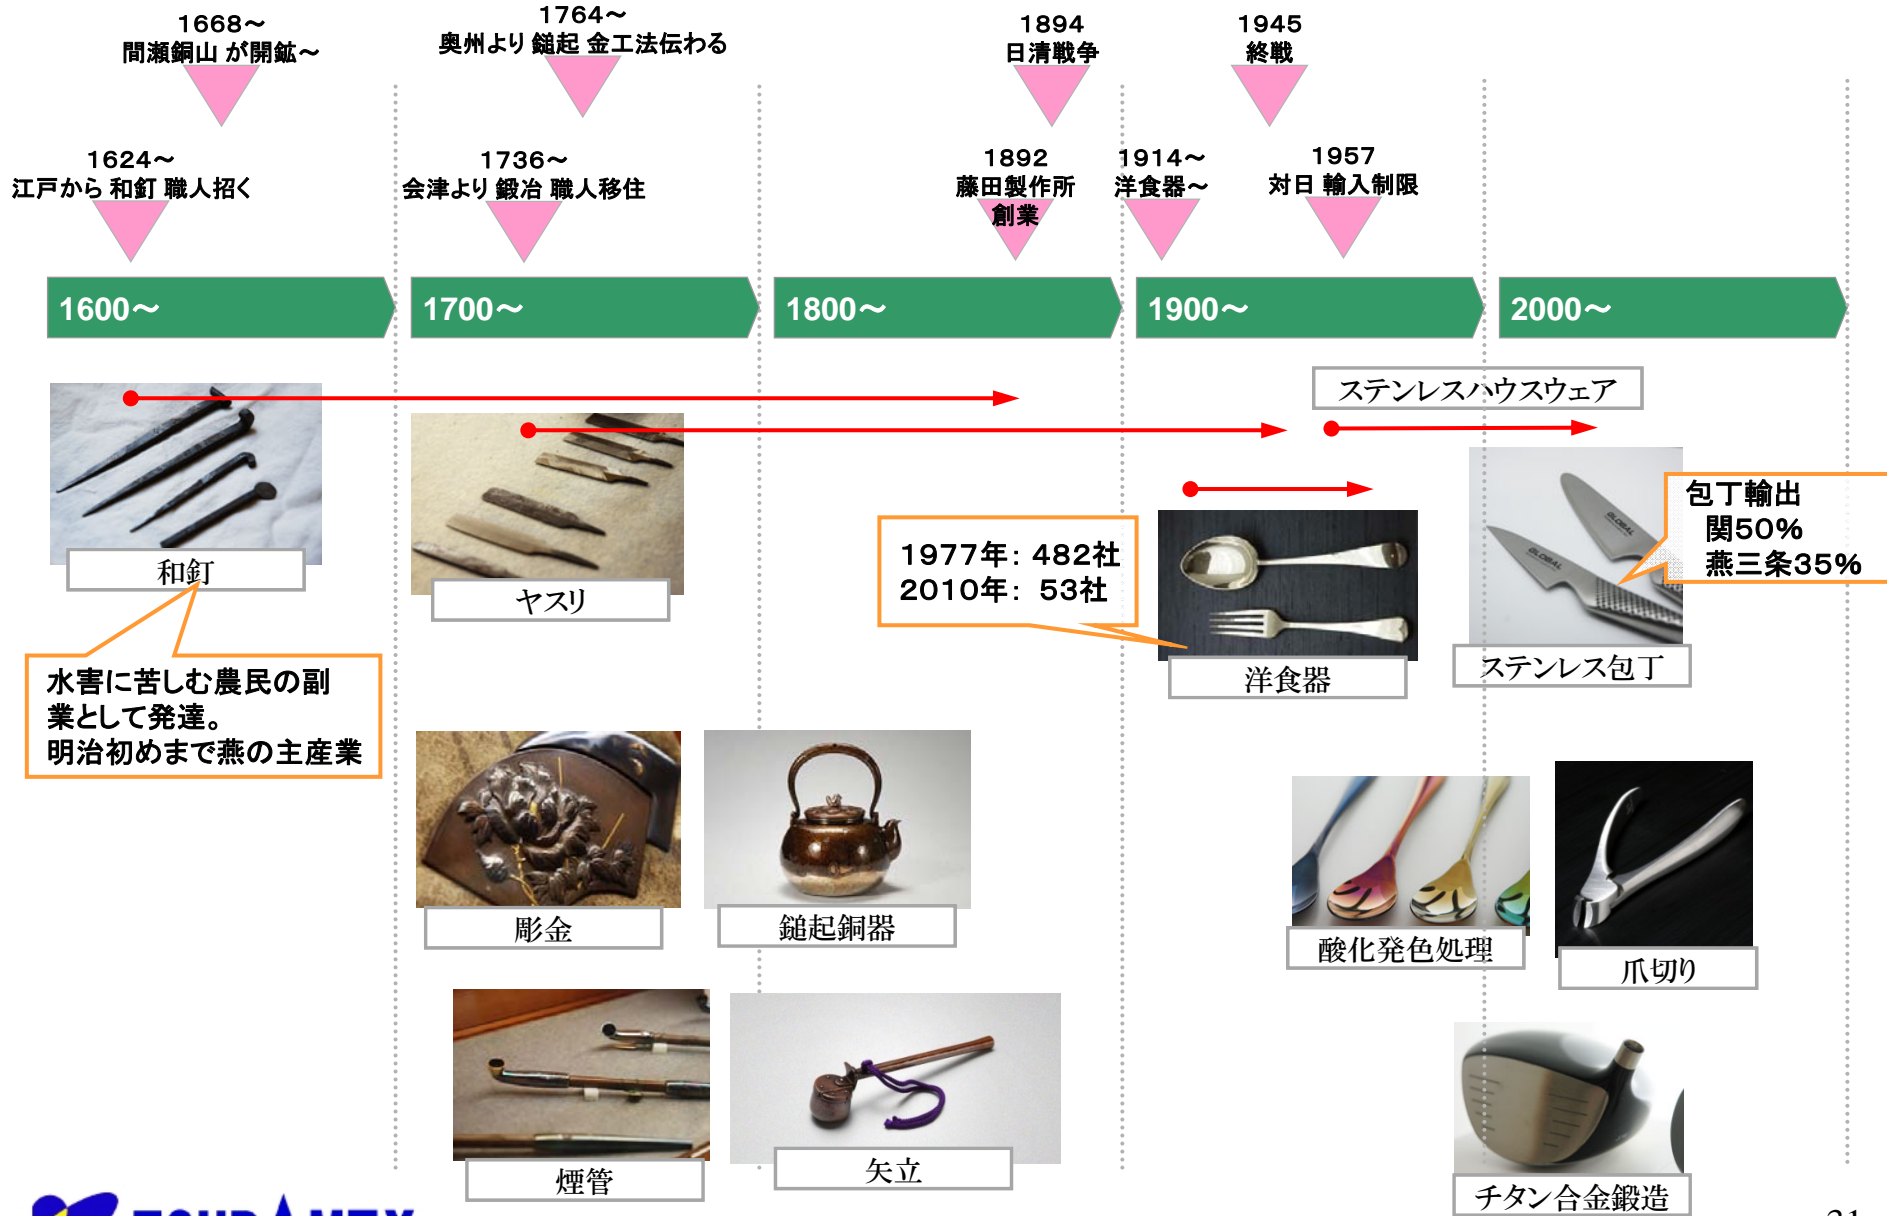 1668～
間瀬銅山 が開鉱～
1764～
奥州より 鎚起 金工法伝わる
1894
日清戦争
1945
終戦
1624～
江戸から 和釘 職人招く
1736～
会津より 鍛冶 職人移住
1892
藤田製作所
創業
1914～
洋食器～
1957
対日 輸入制限
1600～
1700～
1800～
1900～
2000～
ステンレスハウスウェア
和釘
ヤスリ
1977年： 482社
2010年： 53社
洋食器
GLOBAL
GLOBAL
ステンレス包丁
包丁輸出
関50％
燕三条35％
水害に苦しむ農民の副
業として発達。
明治初めまで燕の主産業
彫金
鎚起銅器
酸化発色処理
爪切り
煙管
矢立
チタン合金鍛造